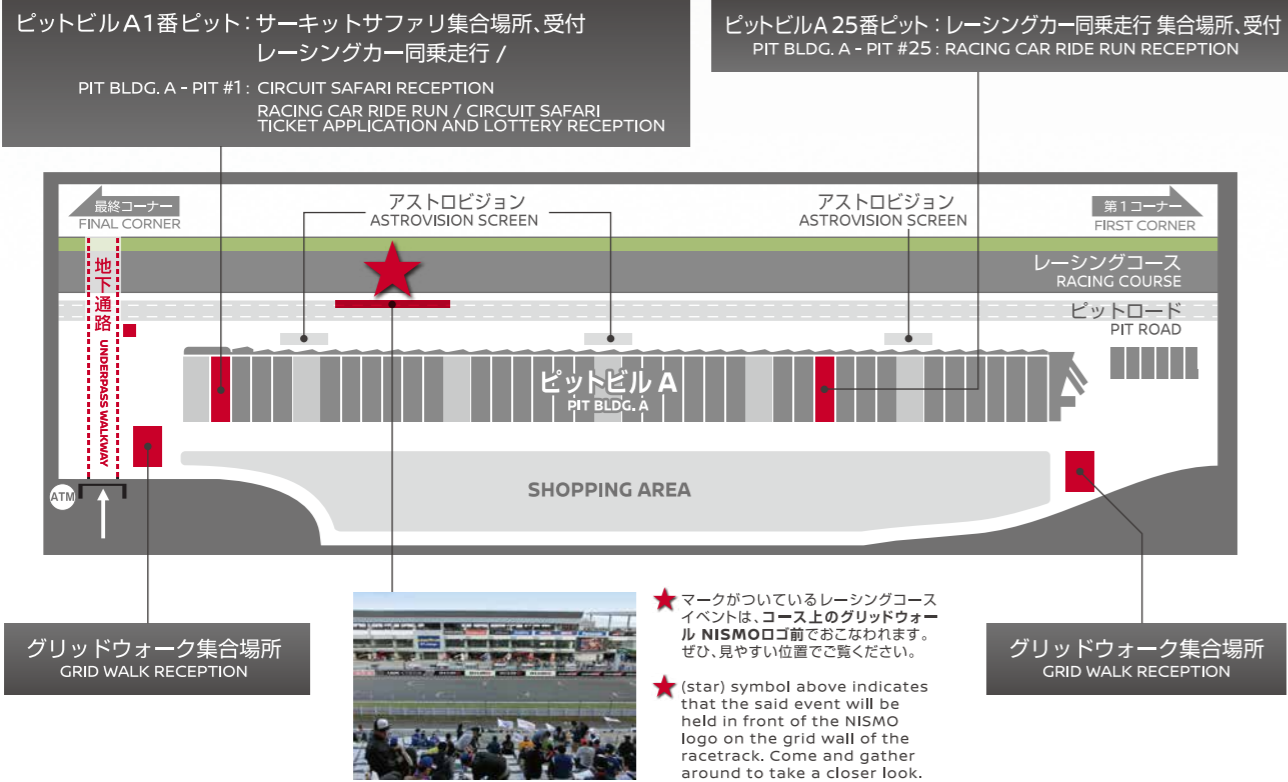 ピットビルA1番ピット：サーキットサファリ集合場所、受付
レーシングカー同乗走行 /
PIT BLDG. A - PIT #1 : CIRCUIT SAFARI RECEPTION
RACING CAR RIDE RUN / CIRCUIT SAFARI
TICKET APPLICATION AND LOTTERY RECEPTION
ピットビルA 25番ピット：レーシングカー同乗走行 集合場所、受付
PIT BLDG. A - PIT #25 : RACING CAR RIDE RUN RECEPTION
最終コーナー
FINAL CORNER
アストロビジョン
ASTROVISION SCREEN
アストロビジョン
ASTROVISION SCREEN
第1コーナー
FIRST CORNER
レーシングコース
RACING COURSE
ピットロード
PIT ROAD
地下通路 UNDERPASS WALKWAY
ピットビル A
PIT BLDG. A
SHOPPING AREA
ATM
グリッドウォーク集合場所
GRID WALK RECEPTION
★ マークがついているレーシングコース
イベントは、コース上のグリッドウォー
ル NISMOロゴ前でおこなわれます。
ぜひ、見やすい位置でご覧ください。
★ (star) symbol above indicates
that the said event will be
held in front of the NISMO
logo on the grid wall of the
racetrack. Come and gather
around to take a closer look.
グリッドウォーク集合場所
GRID WALK RECEPTION